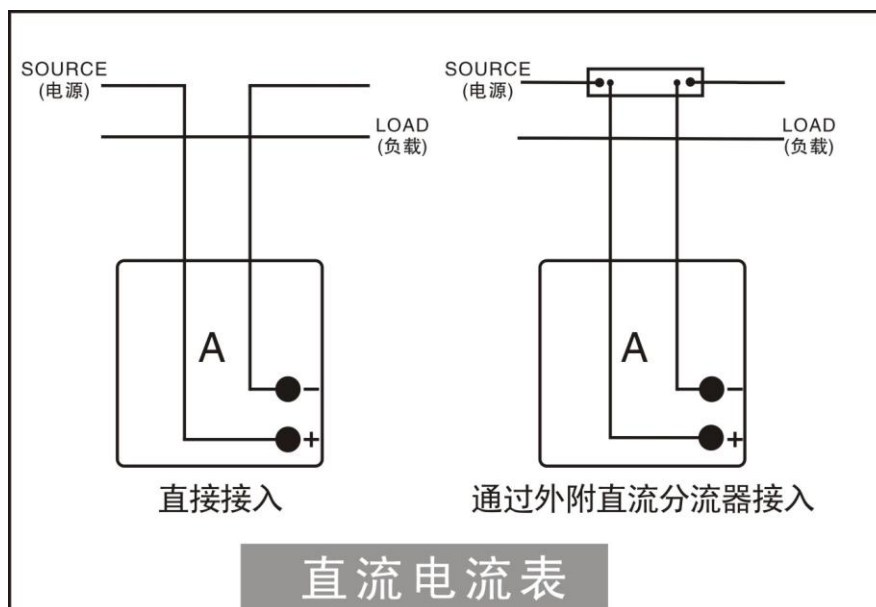 SOURCE
(电源)
LOAD
(负载)
A
−
+
直接接入
SOURCE
(电源)
LOAD
(负载)
A
−
+
通过外附直流分流器接入
直流电流表